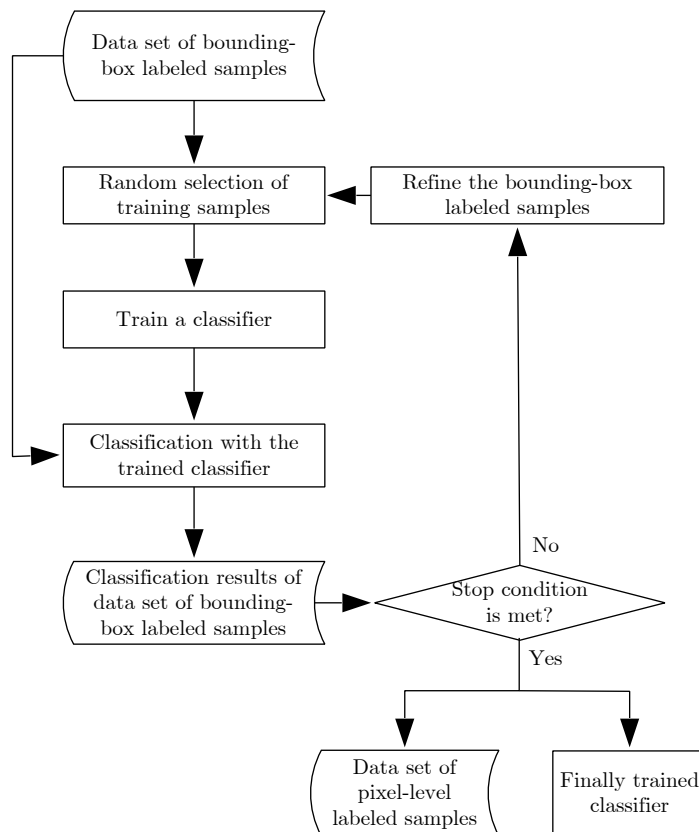 Data set of bounding-
box labeled samples
Random selection of
training samples
Refine the bounding-box
labeled samples
Train a classifier
Classification with the
trained classifier
Classification results of
data set of bounding-
box labeled samples
No
Stop condition
is met?
Yes
Data set of
pixel-level
labeled samples
Finally trained
classifier